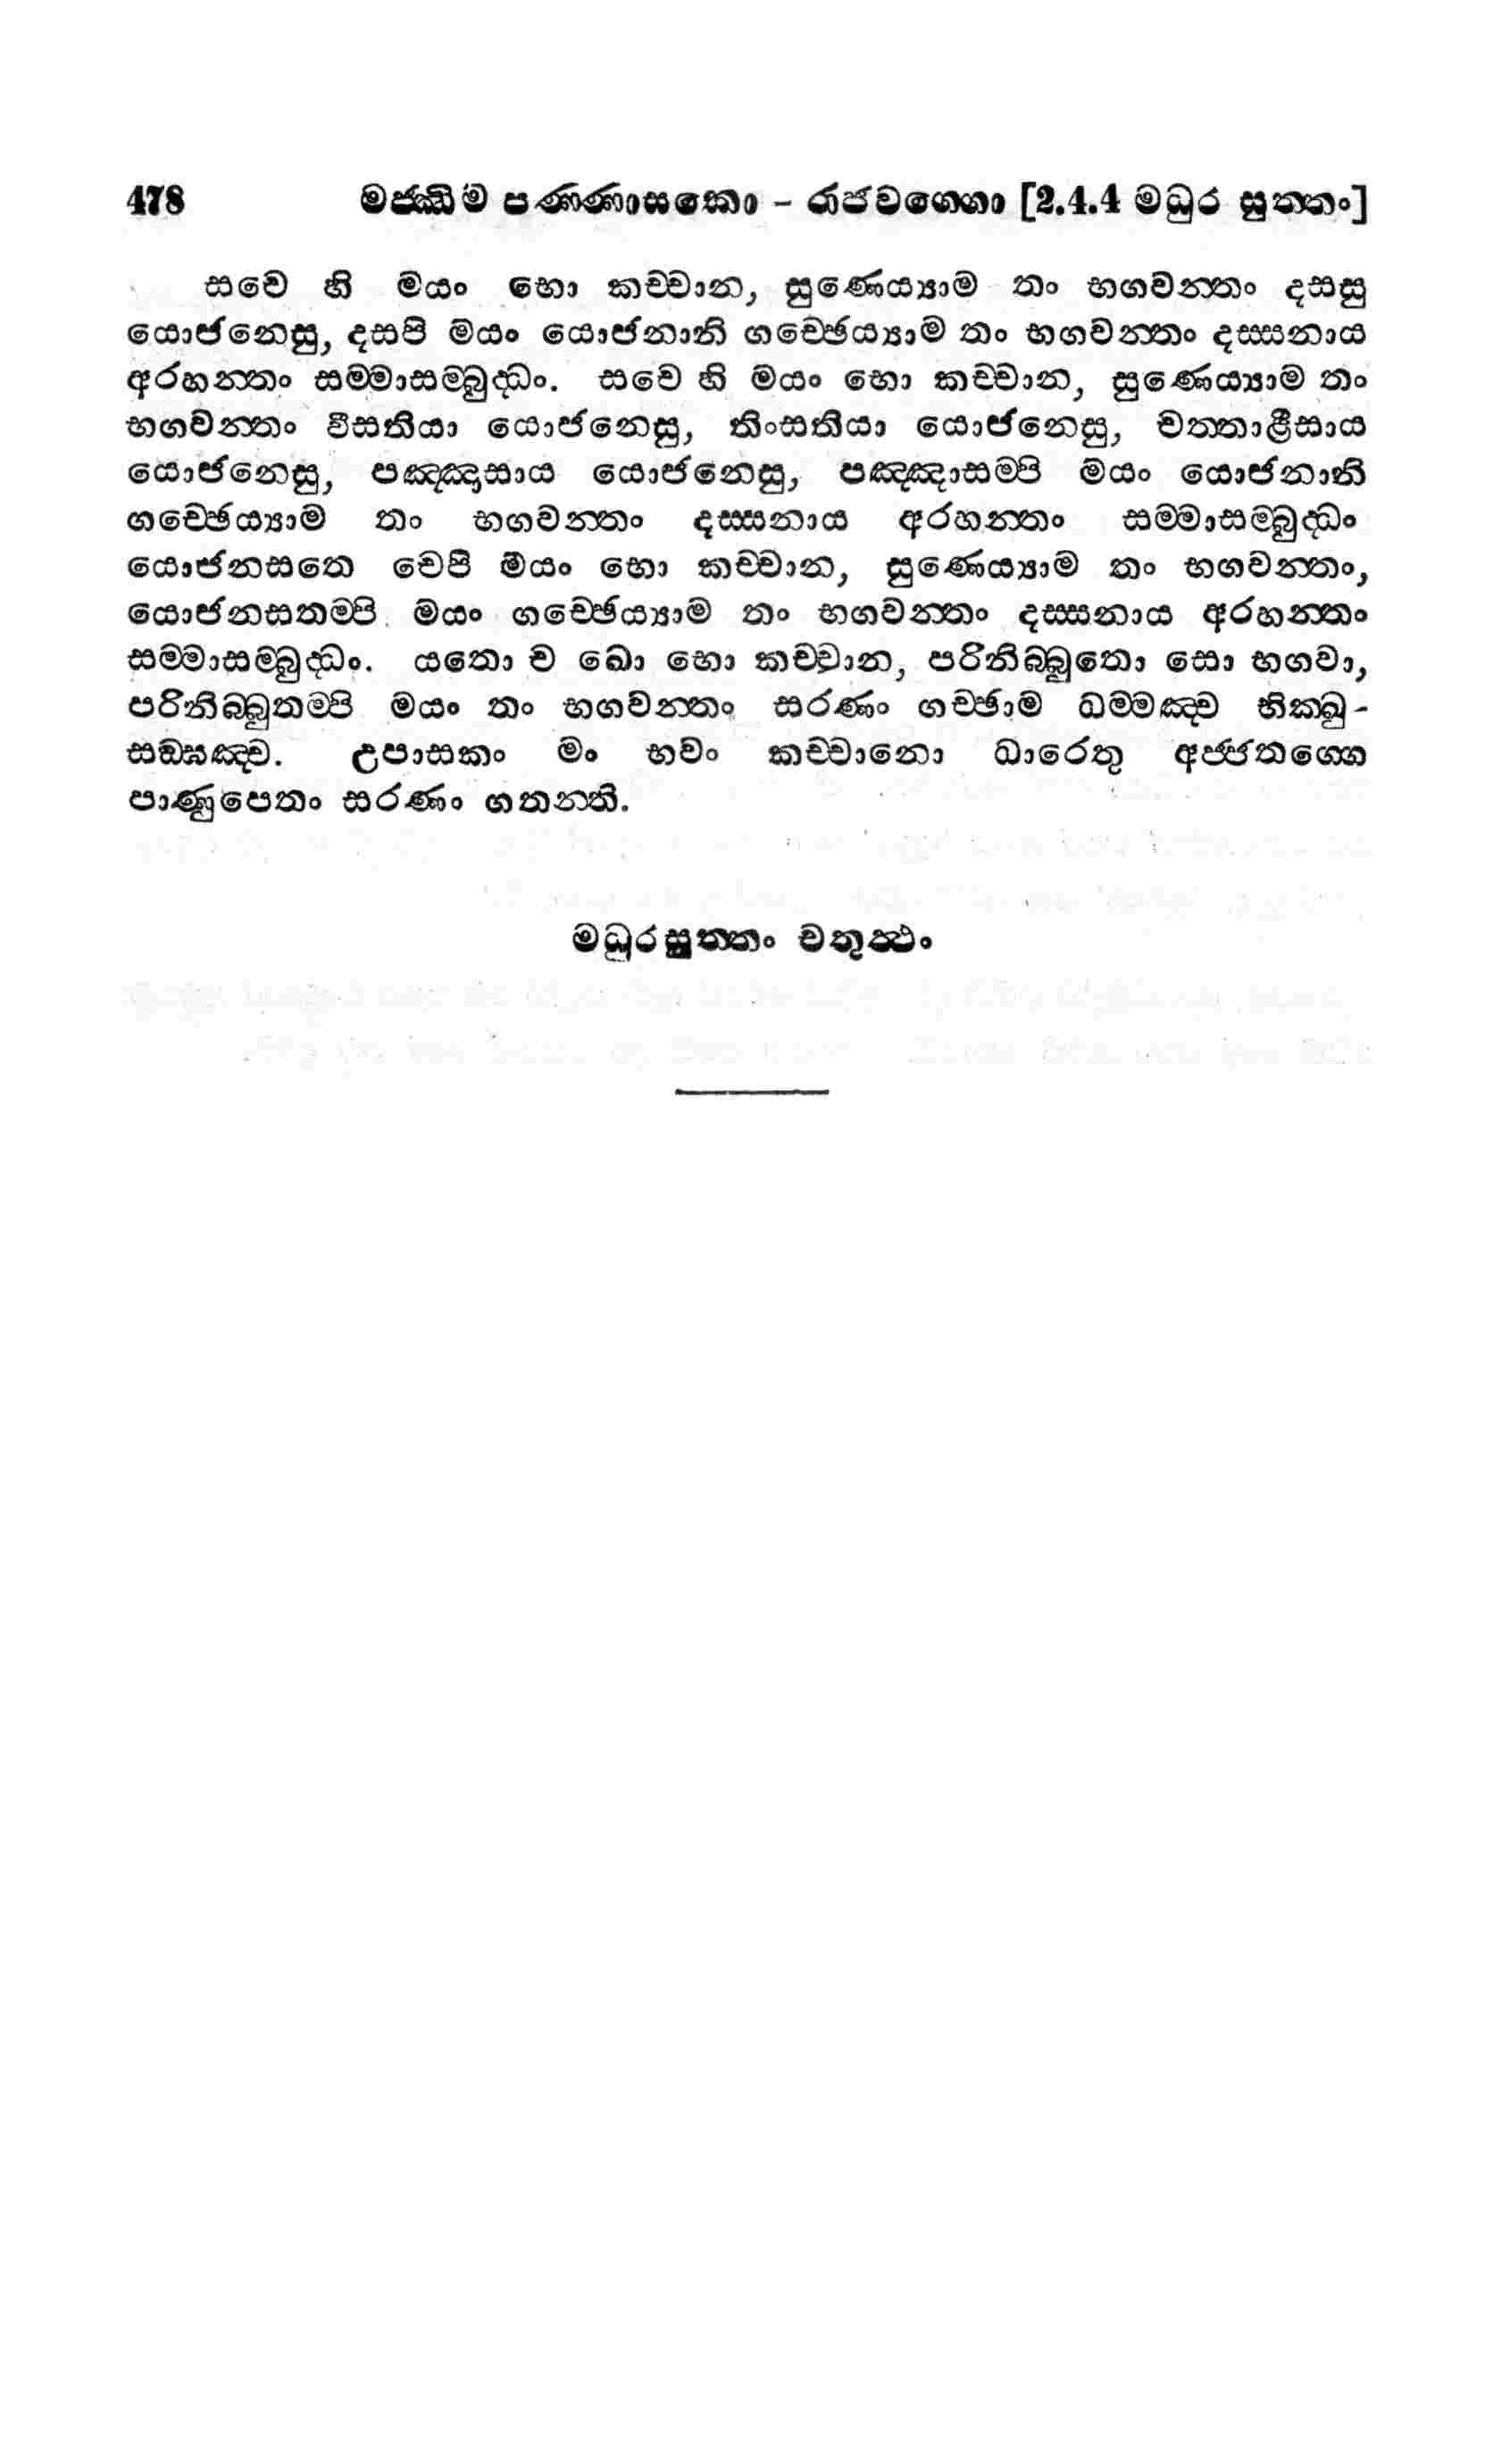 478 මජ්ඣිම පණ්ණාසකො - රාජවග්ගො [2.4.4 මධුර සුත්තං]
සචෙ හි මයං භො කච්චාන, සුණෙය්‍යාම තං භගවන්තං දසසු
යොජනෙසු, දසපි මයං යොජනානි ගච්ඡෙය්‍යාම තං භගවන්තං දස්සනාය
අරහන්තං සම්මාසම්බුද්ධං. සචෙ හි මයං භො කච්චාන, සුණෙය්‍යාම තං
භගවන්තං වීසතියා යොජනෙසු, තිංසතියා යොජනෙසු, චත්තාළීසාය
යොජනෙසු, පඤ්ඤාසාය යොජනෙසු, පඤ්ඤාසම්පි මයං යොජනානි
ගච්ඡෙය්‍යාම තං භගවන්තං දස්සනාය අරහන්තං සම්මාසම්බුද්ධං
යොජනසතෙ චෙපි මයං භො කච්චාන, සුණෙය්‍යාම තං භගවන්තං,
යොජනසතම්පි මයං ගච්ඡෙය්‍යාම තං භගවන්තං දස්සනාය අරහන්තං
සම්මාසම්බුද්ධං. යතො ච ඛො භො කච්චාන, පරිනිබ්බුතො සො භගවා,
පරිනිබ්බුතම්පි මයං තං භගවන්තං සරණං ගච්ඡාම ධම්මඤ්ච භික්ඛු-
සඞ්ඝඤ්ච. උපාසකං මං භවං කච්චානො ධාරෙතු අජ්ජතග්ගෙ
පාණුපෙතං සරණං ගතන්ති.
මධුරසුත්තං චතුත්ථං